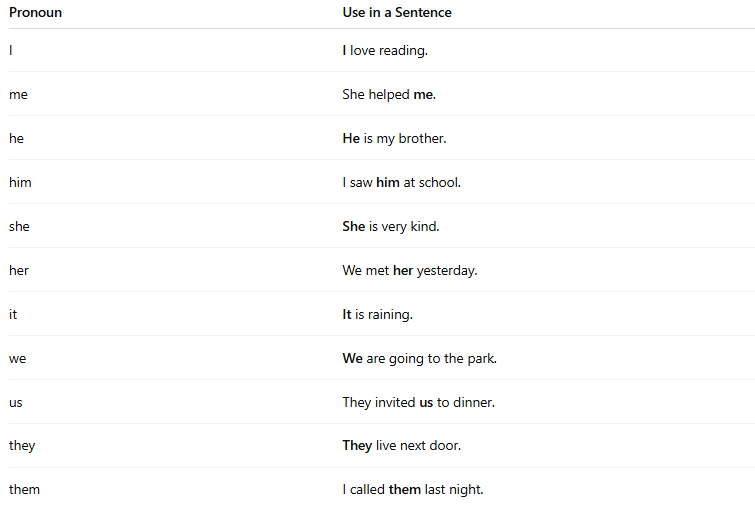 Pronoun Use in a Sentence
I I love reading.
me She helped me.
he He is my brother.
him I saw him at school.
she She is very kind.
her We met her yesterday.
it It is raining.
we We are going to the park.
us They invited us to dinner.
they They live next door.
them I called them last night.